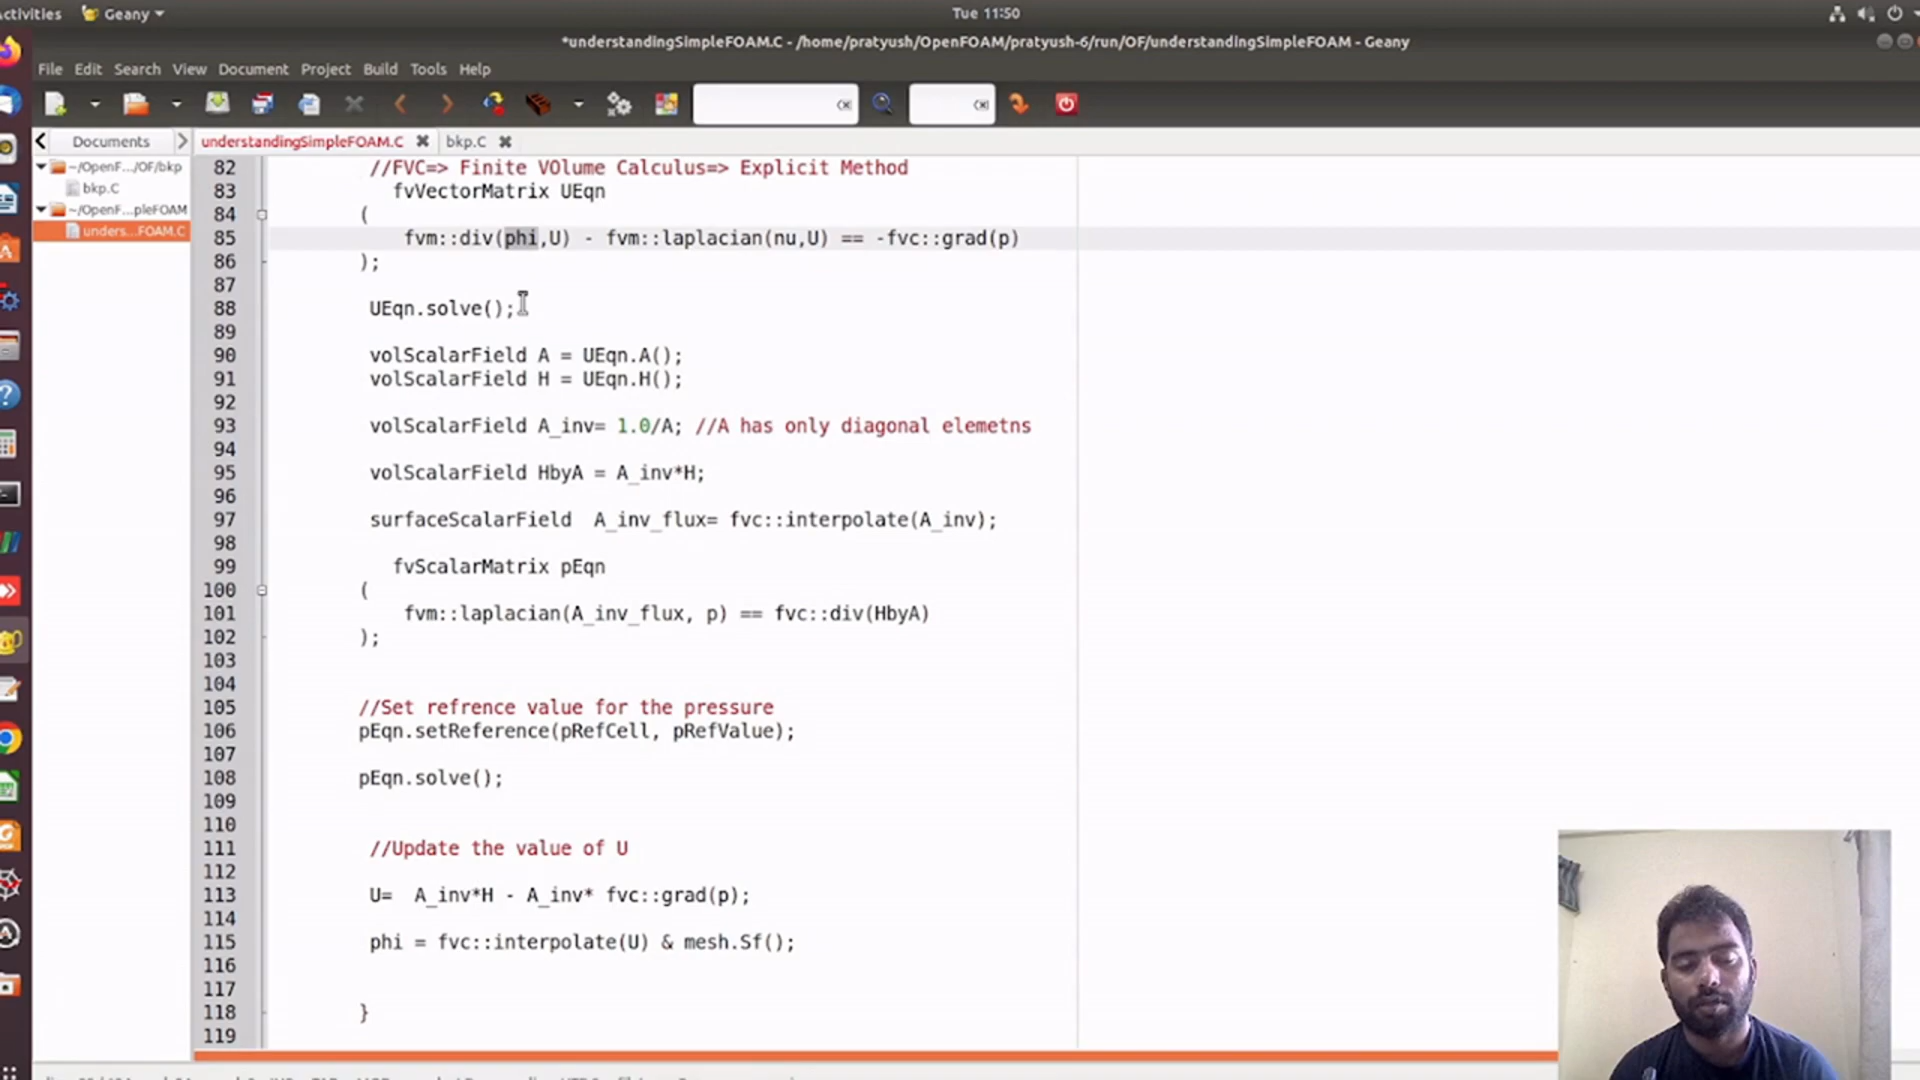 Activities
Geany
Tue 11:50
*understandingSimpleFOAM.C - /home/pratyush/OpenFOAM/pratyush-6/run/OF/understandingSimpleFOAM - Geany
File Edit Search View Document Project Build Tools Help
Documents
understandingSimpleFOAM.C
bkp.C
~/OpenF.../OF/bkp
bkp.C
~/OpenF...pleFOAM
unders...FOAM.C
82 //FVC=> Finite VOlume Calculus=> Explicit Method
83 fvVectorMatrix UEqn
84 (
85 fvm::div(phi,U) - fvm::laplacian(nu,U) == -fvc::grad(p)
86 );
87
88 UEqn.solve();
89
90 volScalarField A = UEqn.A();
91 volScalarField H = UEqn.H();
92
93 volScalarField A_inv= 1.0/A; //A has only diagonal elemetns
94
95 volScalarField HbyA = A_inv*H;
96
97 surfaceScalarField A_inv_flux= fvc::interpolate(A_inv);
98
99 fvScalarMatrix pEqn
100 (
101 fvm::laplacian(A_inv_flux, p) == fvc::div(HbyA)
102 );
103
104
105 //Set refrence value for the pressure
106 pEqn.setReference(pRefCell, pRefValue);
107
108 pEqn.solve();
109
110
111 //Update the value of U
112
113 U= A_inv*H - A_inv* fvc::grad(p);
114
115 phi = fvc::interpolate(U) & mesh.Sf();
116
117
118 }
119